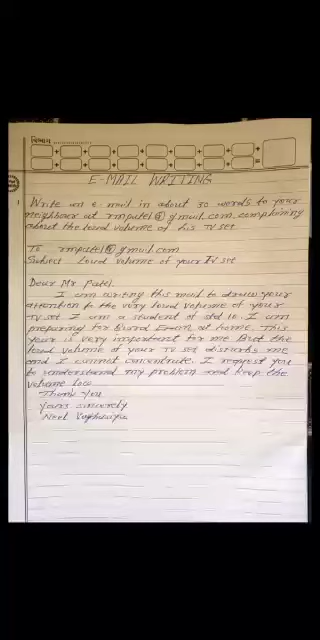 વિભાગ
E-MAIL WRITING
1
Write an e-mail in about 50 words to your
neighbour at rmpatel@gmail.com complaining
about the loud volume of his TV set
To rmpatel@gmail.com
Subject: Loud volume of your TV set
Dear Mr Patel
I am writing this mail to draw your
attention to the very loud volume of your
TV set I am a student of std 10. I am
preparing for Board Exam at home. This
year is very important for me But the
loud volume of your TV set disturbs me
and I cannot concentrate. I request you
to understand my problem and keep the
volume low
Thank you
Yours sincerely
Neel